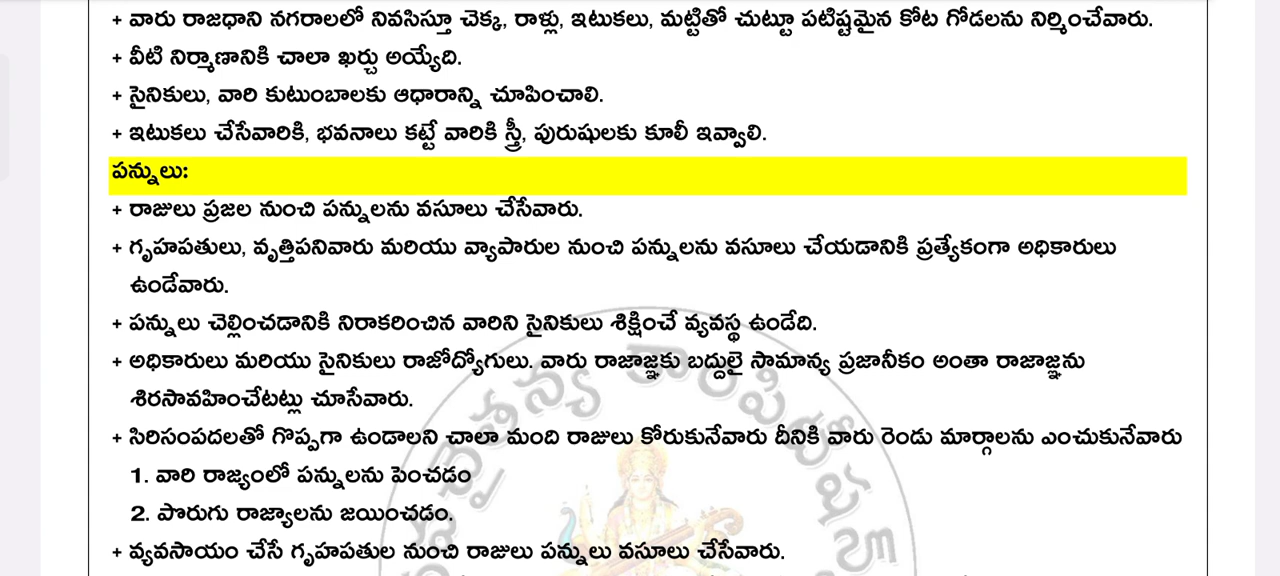 + వారు రాజధాని నగరాలలో నివసిస్తూ చెక్క, రాళ్లు, ఇటుకలు, మట్టితో చుట్టూ పటిష్టమైన కోట గోడలను నిర్మించేవారు.
+ వీటి నిర్మాణానికి చాలా ఖర్చు అయ్యేది.
+ సైనికులు, వారి కుటుంబాలకు ఆధారాన్ని చూపించాలి.
+ ఇటుకలు చేసేవారికి, భవనాలు కట్టే వారికి స్త్రీ, పురుషులకు కూలీ ఇవ్వాలి.
పన్నులు:
+ రాజులు ప్రజల నుంచి పన్నులను వసూలు చేసేవారు.
+ గృహపతులు, వృత్తిపనివారు మరియు వ్యాపారుల నుంచి పన్నులను వసూలు చేయడానికి ప్రత్యేకంగా అధికారులు
ఉండేవారు.
+ పన్నులు చెల్లించడానికి నిరాకరించిన వారిని సైనికులు శిక్షించే వ్యవస్థ ఉండేది.
+ అధికారులు మరియు సైనికులు రాజోద్యోగులు. వారు రాజాజ్ఞకు బద్దులై సామాన్య ప్రజానీకం అంతా రాజాజ్ఞను
శిరసావహించేటట్లు చూసేవారు.
+ సిరిసంపదలతో గొప్పగా ఉండాలని చాలా మంది రాజులు కోరుకునేవారు దీనికి వారు రెండు మార్గాలను ఎంచుకునేవారు
1. వారి రాజ్యంలో పన్నులను పెంచడం
2. పొరుగు రాజ్యాలను జయించడం.
+ వ్యవసాయం చేసే గృహపతుల నుంచి రాజులు పన్నులు వసూలు చేసేవారు.